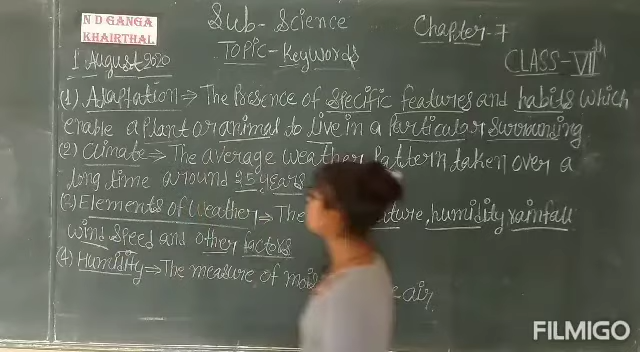 N D GANGA
KHAIRTHAL
Sub- Science
Chapter-7
TOPIC- Keywords
1 August 2020
CLASS-VII th
(1) Adaptation ⇒ The Presence of specific features and habits which
enable a plant or animal to live in a Particular surrouning
(2) Climate ⇒ The average weather Pattern taken over a
long time around 25 years
(3) Elements of weather ⇒ The ture, humidity rainfall
wind speed and other factors
(4) Humidity ⇒ The measure of air.
FILMIGO